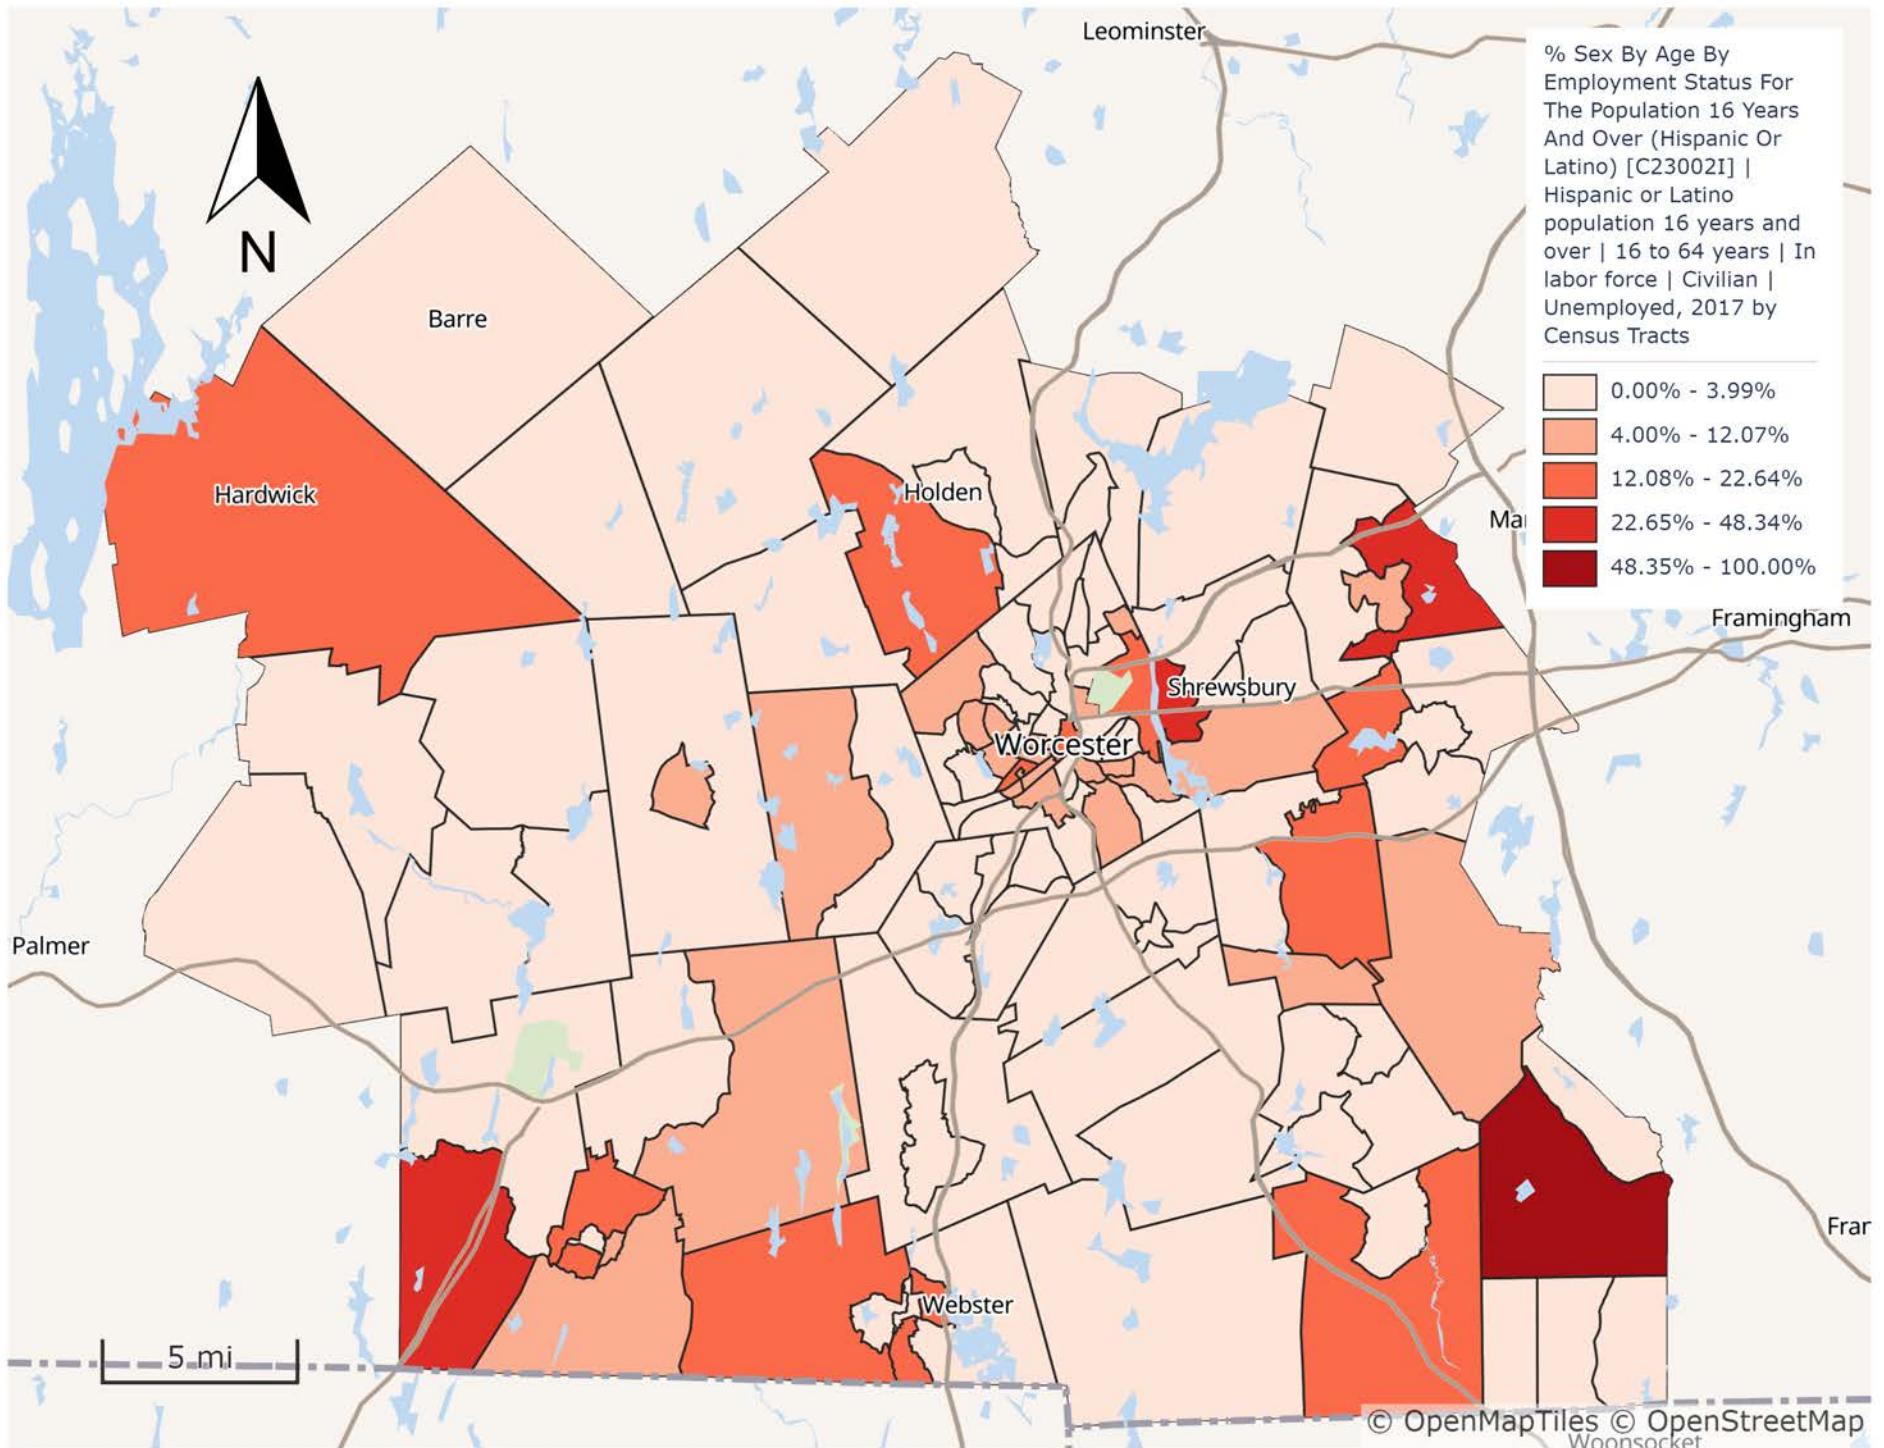 Leominster
% Sex By Age By
Employment Status For
The Population 16 Years
And Over (Hispanic Or
Latino) [C23002I] |
Hispanic or Latino
population 16 years and
over | 16 to 64 years | In
labor force | Civilian |
Unemployed, 2017 by
Census Tracts
0.00% - 3.99%
4.00% - 12.07%
12.08% - 22.64%
22.65% - 48.34%
48.35% - 100.00%
N
Barre
Hardwick
Holden
Mar
Framingham
Shrewsbury
Worcester
Palmer
Fran
Webster
5 mi
© OpenMapTiles © OpenStreetMap
Woonsocket